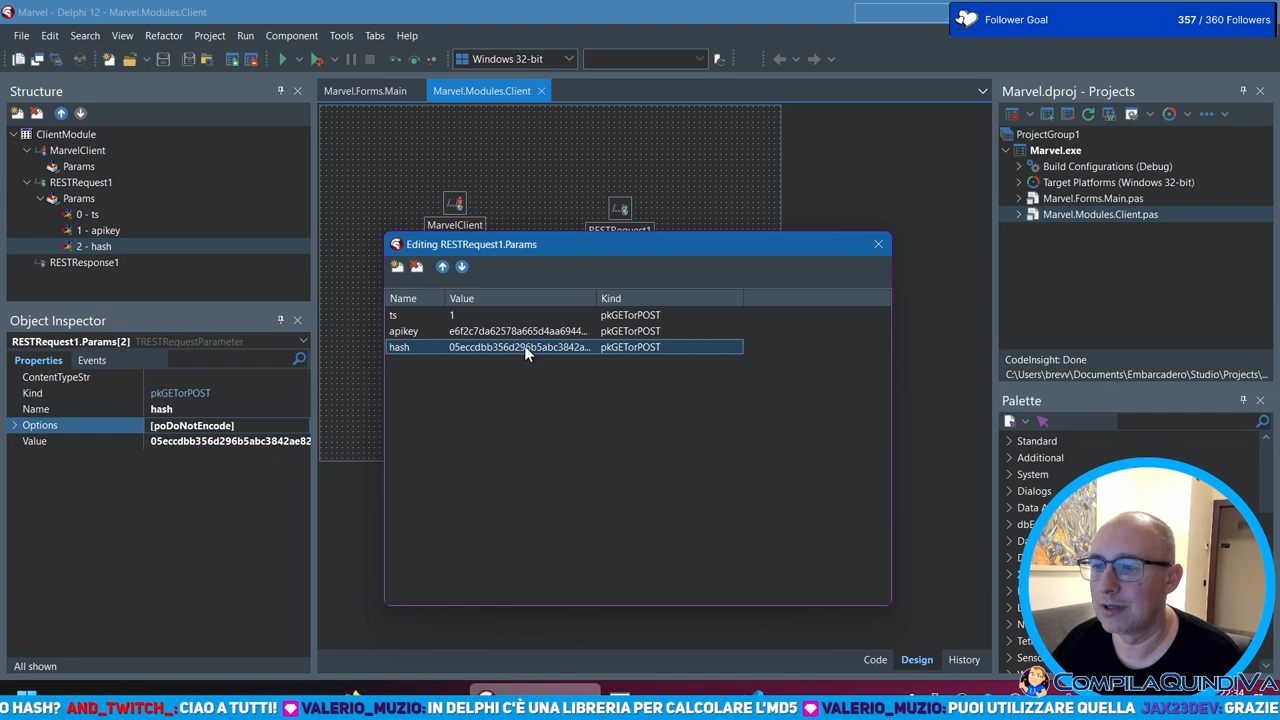 Marvel - Delphi 12 - Marvel.Modules.Client
Follower Goal
357 / 360 Followers
File Edit Search View Refactor Project Run Component Tools Tabs Help
Windows 32-bit
Structure
ClientModule
MarvelClient
Params
RESTRequest1
Params
0 - ts
1 - apikey
2 - hash
RESTResponse1
Object Inspector
RESTRequest1.Params[2] TRESTRequestParameter
Properties Events
ContentTypeStr
Kind pkGETorPOST
Name hash
Options [poDoNotEncode]
Value 05eccdbb356d296b5abc3842ae82
All shown
Marvel.Forms.Main Marvel.Modules.Client
MarvelClient
RESTRequest1
Editing RESTRequest1.Params
Name Value Kind
ts 1 pkGETorPOST
apikey e6f2c7da62578a665d4aa6944... pkGETorPOST
hash 05eccdbb356d296b5abc3842a... pkGETorPOST
Code Design History
Marvel.dproj - Projects
ProjectGroup1
Marvel.exe
Build Configurations (Debug)
Target Platforms (Windows 32-bit)
Marvel.Forms.Main.pas
Marvel.Modules.Client.pas
CodeInsight: Done
C:\Users\brevv\Documents\Embarcadero\Studio\Projects\...
Palette
Standard
Additional
System
Dialogs
Data A
dbE
COMPILAQUINDIVA
O HASH? AND_TWITCH_: CIAO A TUTTI! VALERIO_MUZIO: IN DELPHI C'È UNA LIBRERIA PER CALCOLARE L'MD5 VALERIO_MUZIO: PUOI UTILIZZARE QUELLA JAX23DEV: GRAZIE